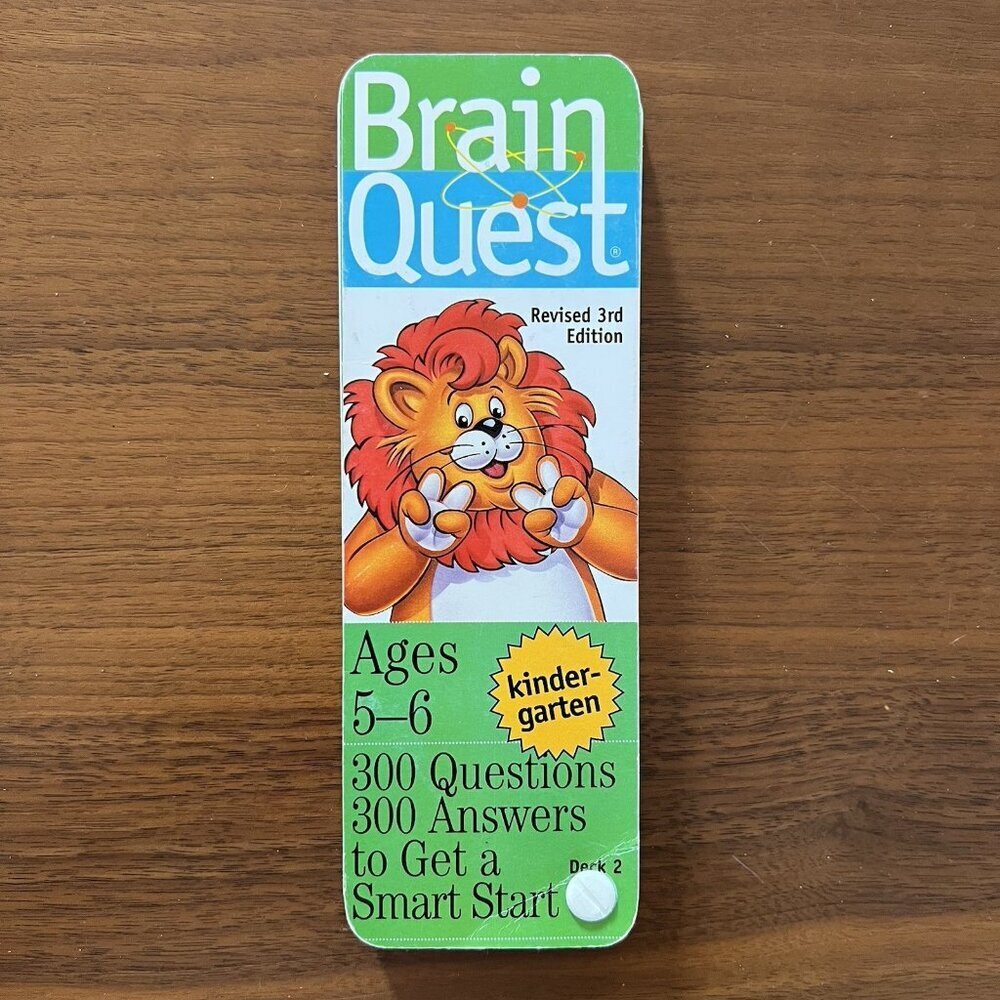 Brain
Quest®
Revised 3rd
Edition
Ages
5–6
kinder-
garten
300 Questions
300 Answers
to Get a
Smart Start
Deck 2